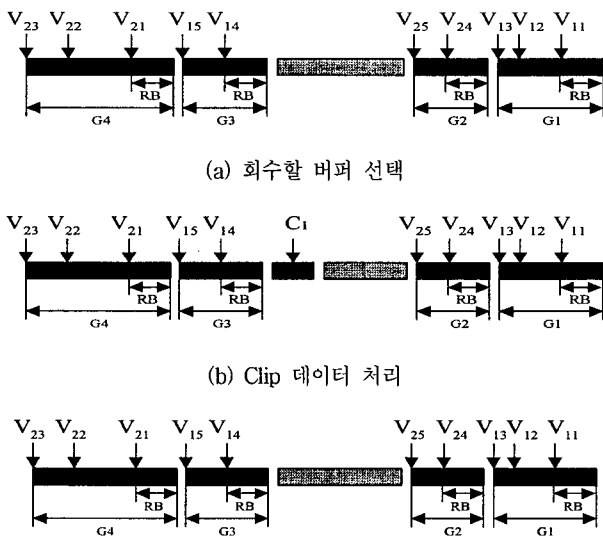 V23 V22 V21 V15 V14 V25 V24 V13 V12 V11
RB RB RB RB
G4 G3 G2 G1
(a) 회수할 버퍼 선택
V23 V22 V21 V15 V14 C1 V25 V24 V13 V12 V11
RB RB RB RB
G4 G3 G2 G1
(b) Clip 데이터 처리
V23 V22 V21 V15 V14 V25 V24 V13 V12 V11
RB RB RB RB
G4 G3 G2 G1